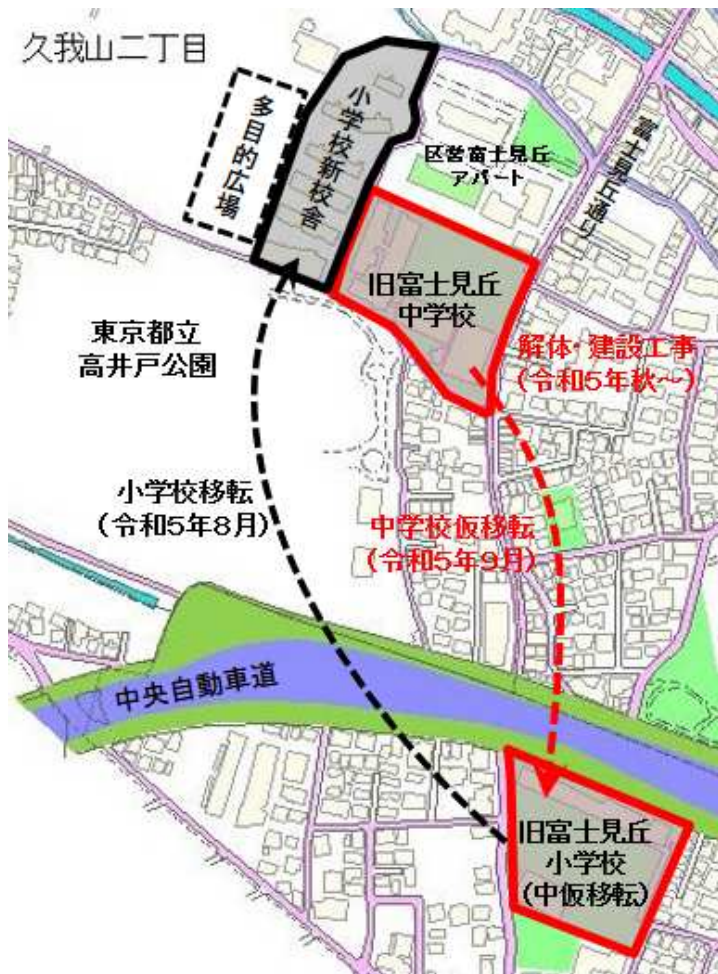 久我山二丁目
多目的広場
小学校新校舎
区営富士見丘
アパート
富士見丘通り
旧富士見丘
中学校
東京都立
高井戸公園
解体・建設工事
(令和5年秋~)
小学校移転
(令和5年8月)
中学校仮移転
(令和5年9月)
中央自動車道
旧富士見丘
小学校
(中仮移転)